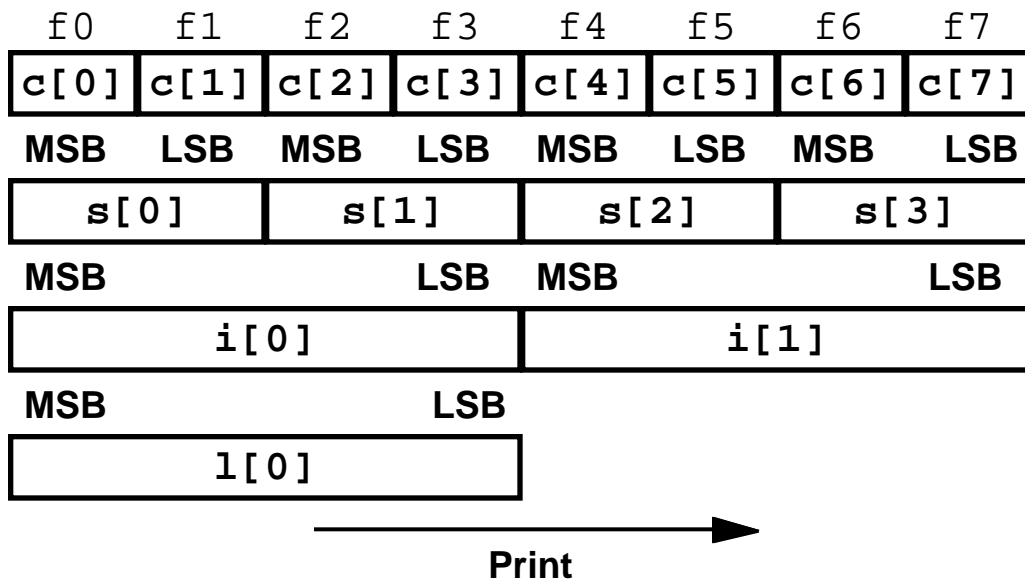 f0 f1 f2 f3 f4 f5 f6 f7
c[0] c[1] c[2] c[3] c[4] c[5] c[6] c[7]
MSB LSB MSB LSB MSB LSB MSB LSB
s[0] s[1] s[2] s[3]
MSB LSB MSB LSB
i[0] i[1]
MSB LSB
l[0]
Print